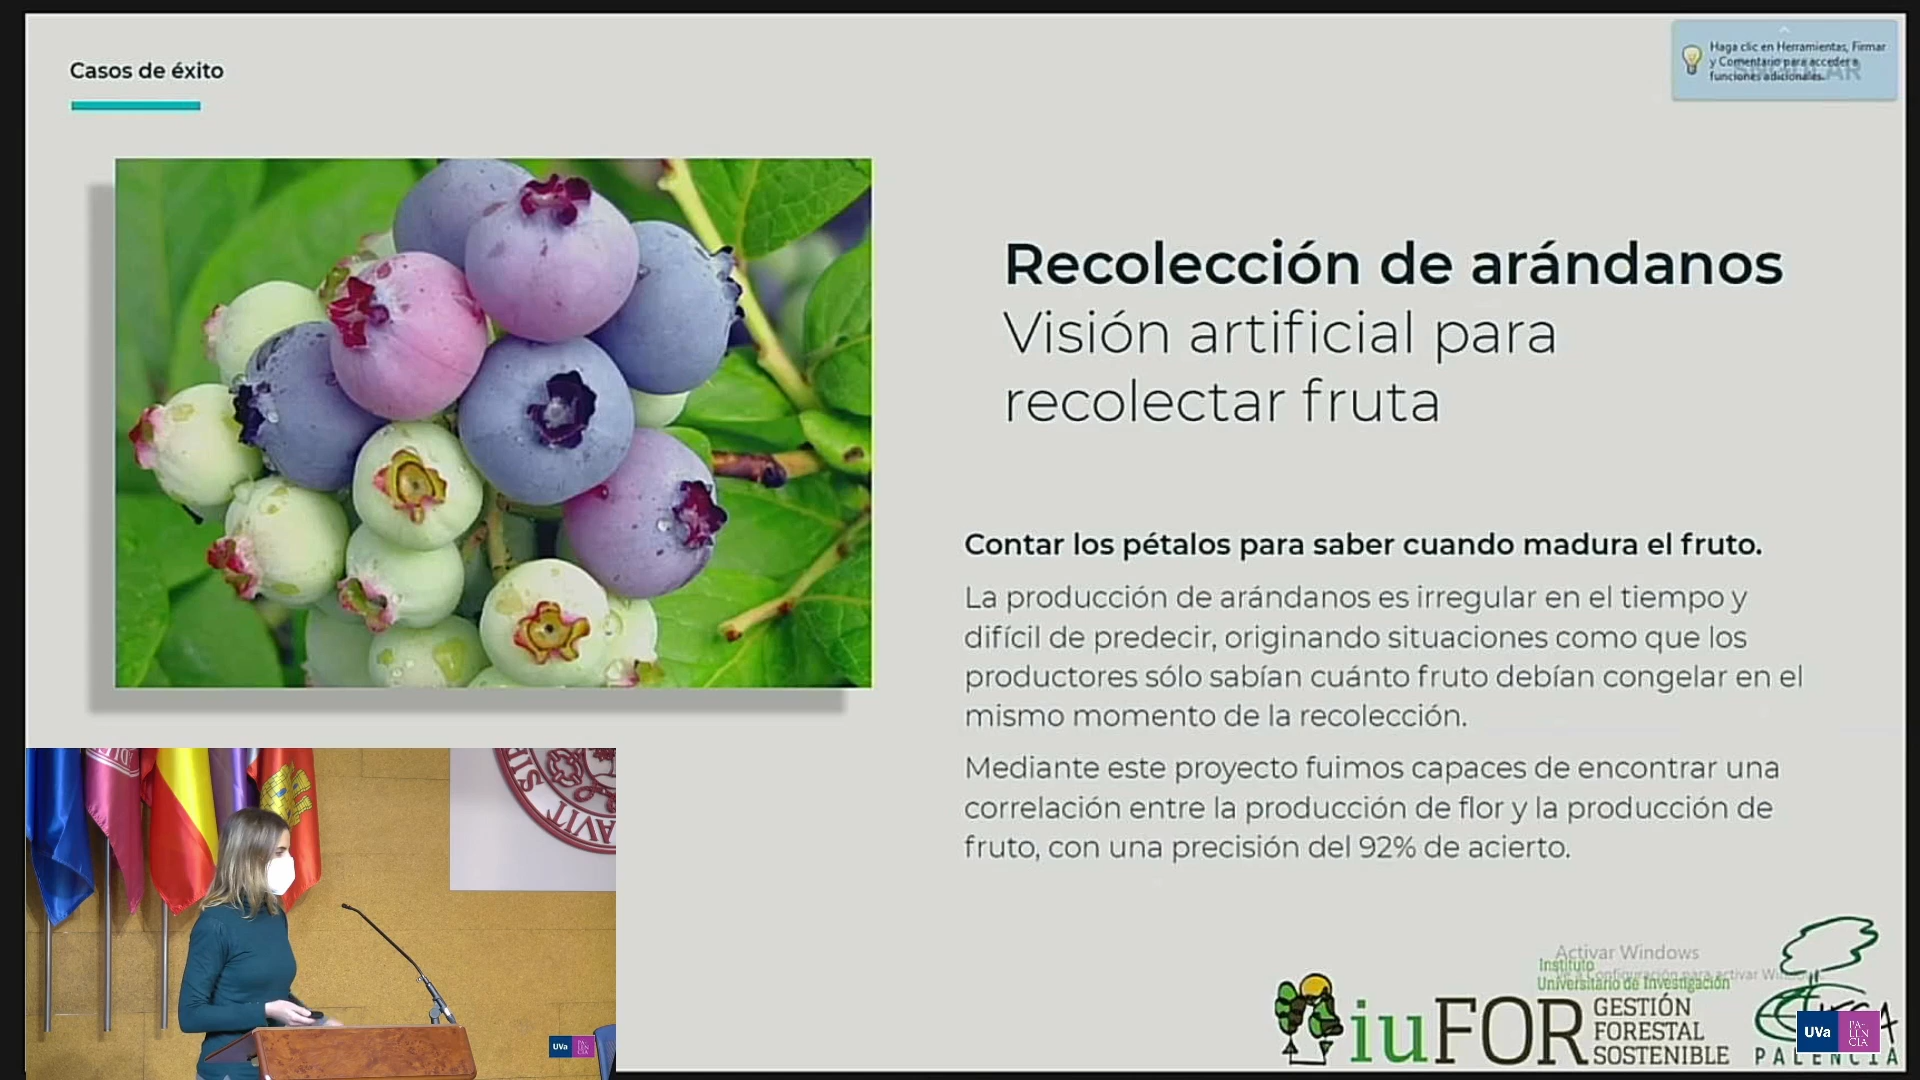 Casos de éxito
Haga clic en Herramientas, Firmar
y Comentario para acceder a
funciones adicionales.
Recolección de arándanos
Visión artificial para
recolectar fruta
Contar los pétalos para saber cuando madura el fruto.
La producción de arándanos es irregular en el tiempo y
difícil de predecir, originando situaciones como que los
productores sólo sabían cuánto fruto debían congelar en el
mismo momento de la recolección.
Mediante este proyecto fuimos capaces de encontrar una
correlación entre la producción de flor y la producción de
fruto, con una precisión del 92% de acierto.
Activar Windows
Instituto
Universitario de Investigación
iuFOR
GESTIÓN
FORESTAL
SOSTENIBLE
PALENCIA
UVa
PA
LEN
CIA
UVa
PA
LEN
CIA